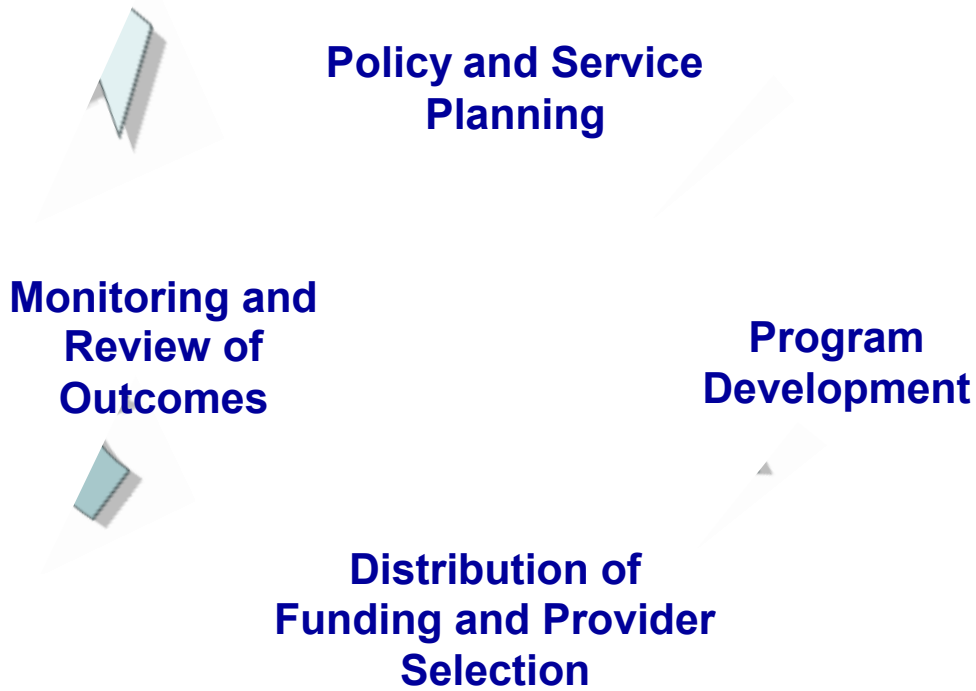 Policy and Service
Planning
Monitoring and
Review of
Outcomes
Program
Development
Distribution of
Funding and Provider
Selection